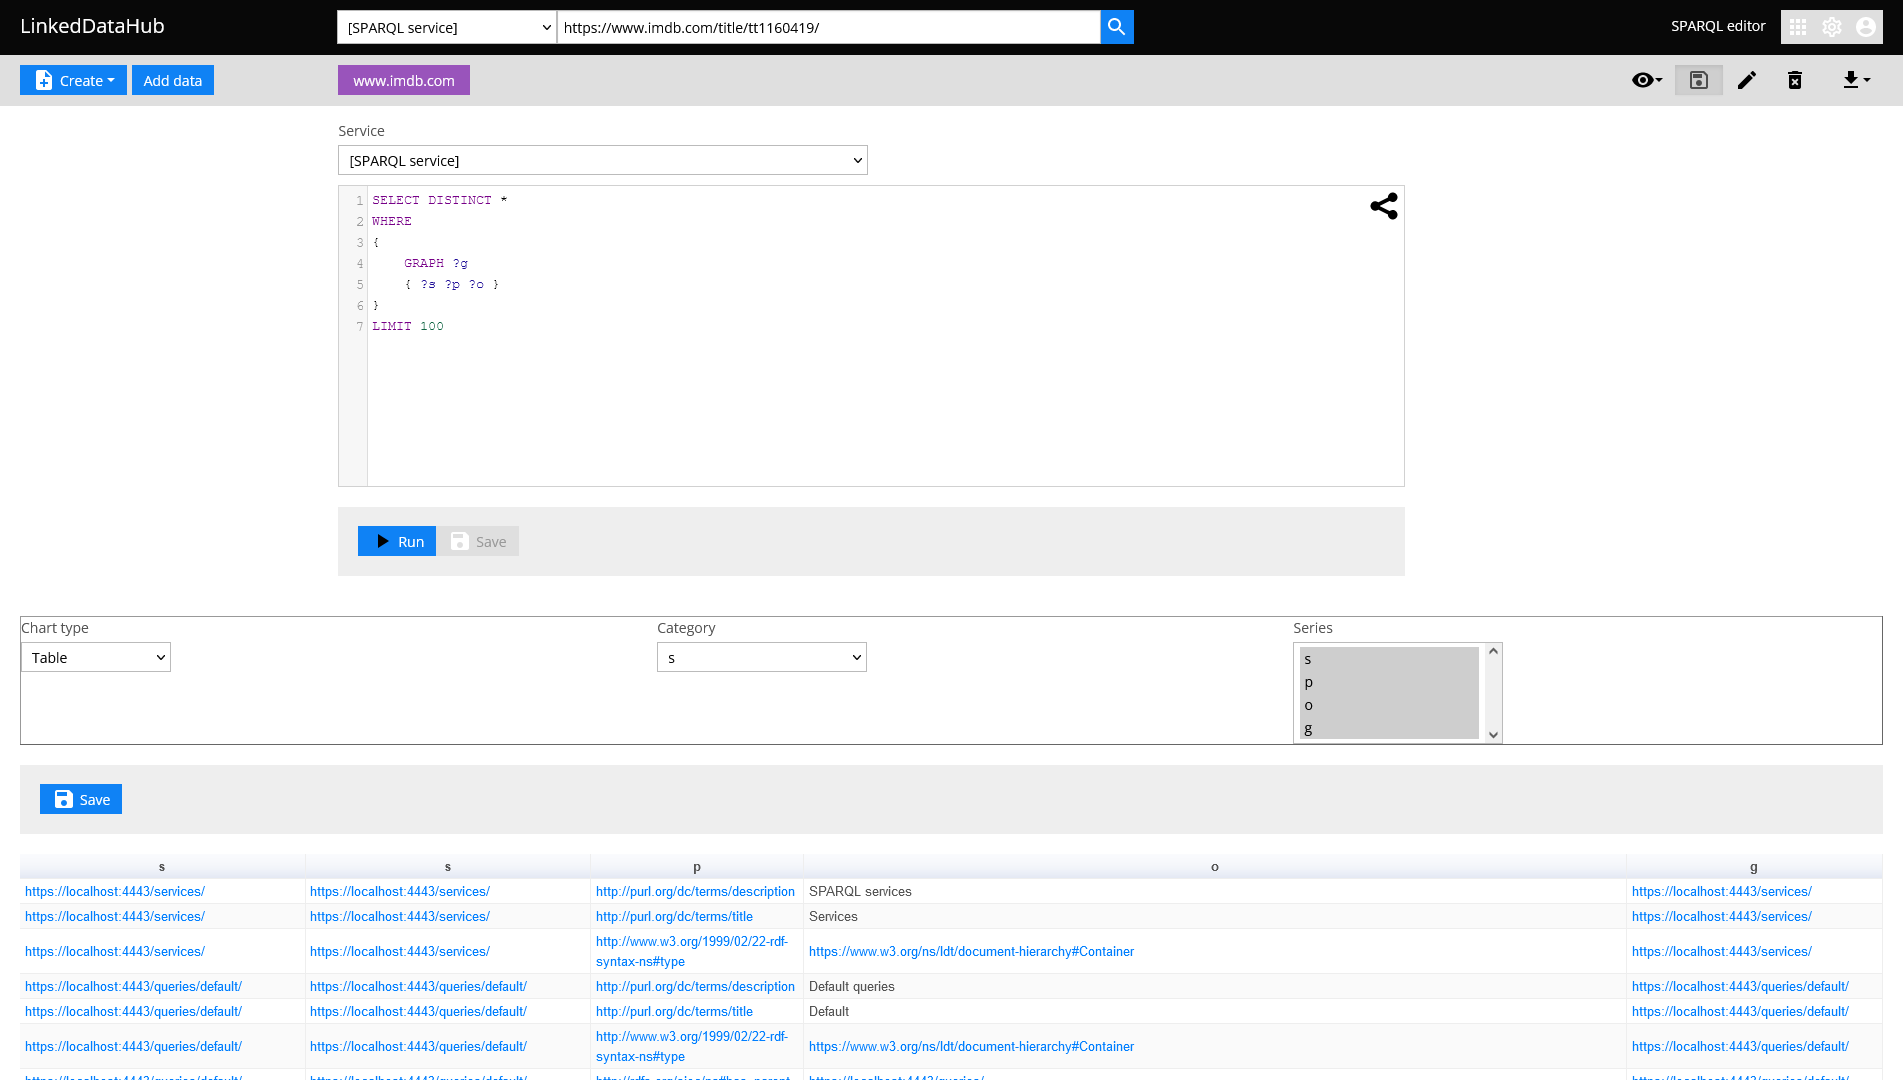 LinkedDataHub
[SPARQL service]
https://www.imdb.com/title/tt1160419/
SPARQL editor
Create
Add data
www.imdb.com
Service
[SPARQL service]
1 SELECT DISTINCT *
2 WHERE
3 {
4 GRAPH ?g
5 { ?s ?p ?o }
6 }
7 LIMIT 100
Run
Save
Chart type
Table
Category
s
Series
s
p
o
g
Save
s s p o g
https://localhost:4443/services/ https://localhost:4443/services/ http://purl.org/dc/terms/description SPARQL services https://localhost:4443/services/
https://localhost:4443/services/ https://localhost:4443/services/ http://purl.org/dc/terms/title Services https://localhost:4443/services/
https://localhost:4443/services/ https://localhost:4443/services/ http://www.w3.org/1999/02/22-rdf-
syntax-ns#type https://www.w3.org/ns/ldt/document-hierarchy#Container https://localhost:4443/services/
https://localhost:4443/queries/default/ https://localhost:4443/queries/default/ http://purl.org/dc/terms/description Default queries https://localhost:4443/queries/default/
https://localhost:4443/queries/default/ https://localhost:4443/queries/default/ http://purl.org/dc/terms/title Default https://localhost:4443/queries/default/
https://localhost:4443/queries/default/ https://localhost:4443/queries/default/ http://www.w3.org/1999/02/22-rdf-
syntax-ns#type https://www.w3.org/ns/ldt/document-hierarchy#Container https://localhost:4443/queries/default/